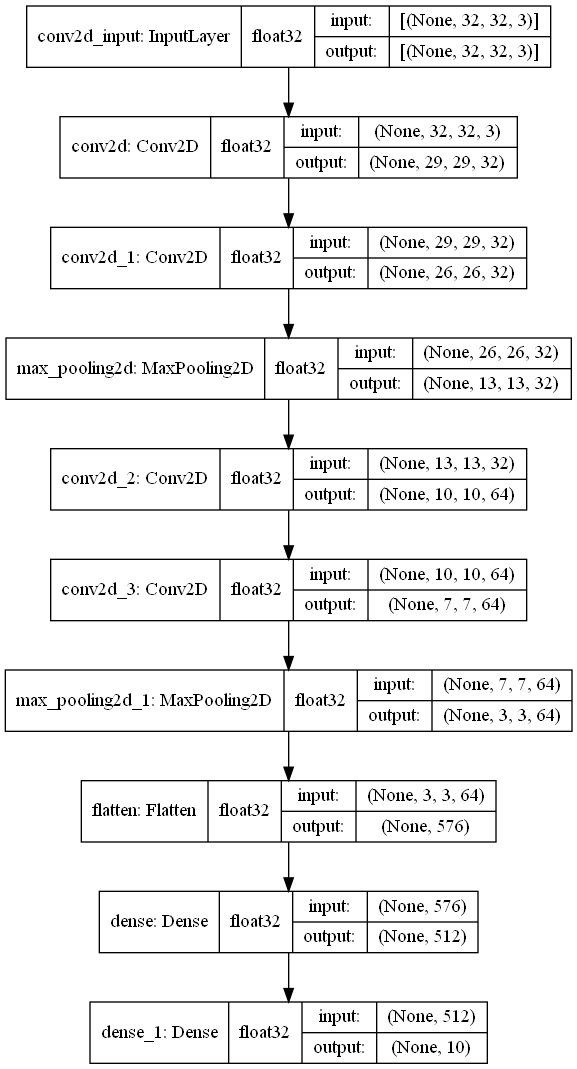 conv2d_input: InputLayer float32 input: [(None, 32, 32, 3)]
output: [(None, 32, 32, 3)]
conv2d: Conv2D float32 input: (None, 32, 32, 3)
output: (None, 29, 29, 32)
conv2d_1: Conv2D float32 input: (None, 29, 29, 32)
output: (None, 26, 26, 32)
max_pooling2d: MaxPooling2D float32 input: (None, 26, 26, 32)
output: (None, 13, 13, 32)
conv2d_2: Conv2D float32 input: (None, 13, 13, 32)
output: (None, 10, 10, 64)
conv2d_3: Conv2D float32 input: (None, 10, 10, 64)
output: (None, 7, 7, 64)
max_pooling2d_1: MaxPooling2D float32 input: (None, 7, 7, 64)
output: (None, 3, 3, 64)
flatten: Flatten float32 input: (None, 3, 3, 64)
output: (None, 576)
dense: Dense float32 input: (None, 576)
output: (None, 512)
dense_1: Dense float32 input: (None, 512)
output: (None, 10)